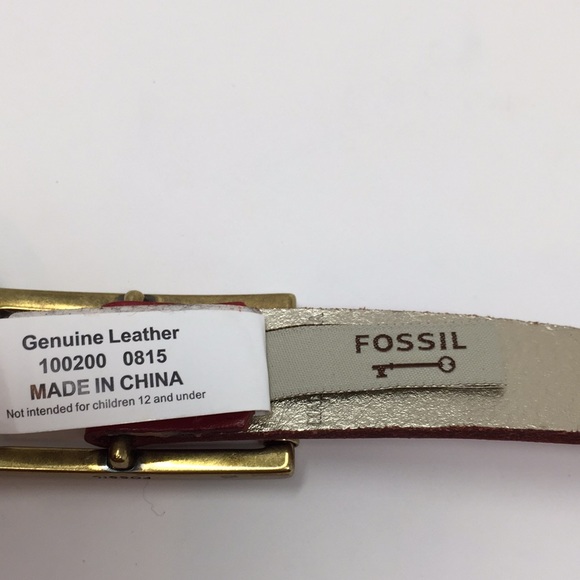 Genuine Leather
100200 0815
MADE IN CHINA
Not intended for children 12 and under
FOSSIL